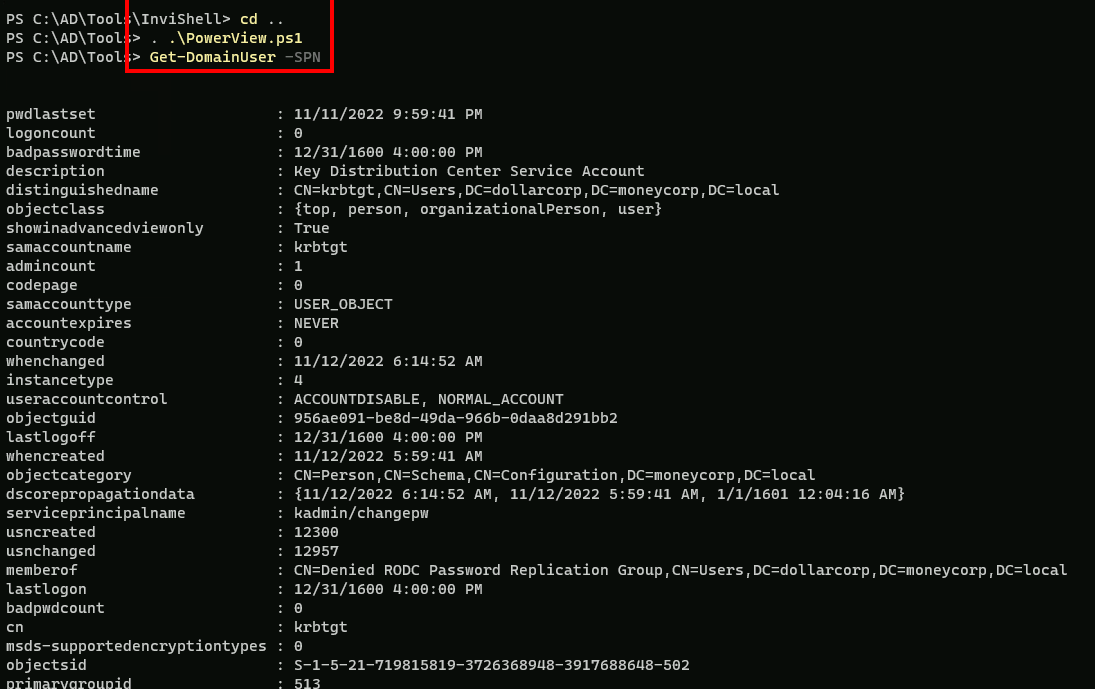 PS C:\AD\Tools\InviShell> cd ..
PS C:\AD\Tools> . .\PowerView.ps1
PS C:\AD\Tools> Get-DomainUser -SPN
pwdlastset : 11/11/2022 9:59:41 PM
logoncount : 0
badpasswordtime : 12/31/1600 4:00:00 PM
description : Key Distribution Center Service Account
distinguishedname : CN=krbtgt,CN=Users,DC=dollarcorp,DC=moneycorp,DC=local
objectclass : {top, person, organizationalPerson, user}
showinadvancedviewonly : True
samaccountname : krbtgt
admincount : 1
codepage : 0
samaccounttype : USER_OBJECT
accountexpires : NEVER
countrycode : 0
whenchanged : 11/12/2022 6:14:52 AM
instancetype : 4
useraccountcontrol : ACCOUNTDISABLE, NORMAL_ACCOUNT
objectguid : 956ae091-be8d-49da-966b-0daa8d291bb2
lastlogoff : 12/31/1600 4:00:00 PM
whencreated : 11/12/2022 5:59:41 AM
objectcategory : CN=Person,CN=Schema,CN=Configuration,DC=moneycorp,DC=local
dscorepropagationdata : {11/12/2022 6:14:52 AM, 11/12/2022 5:59:41 AM, 1/1/1601 12:04:16 AM}
serviceprincipalname : kadmin/changepw
usncreated : 12300
usnchanged : 12957
memberof : CN=Denied RODC Password Replication Group,CN=Users,DC=dollarcorp,DC=moneycorp,DC=local
lastlogon : 12/31/1600 4:00:00 PM
badpwdcount : 0
cn : krbtgt
msds-supportedencryptiontypes : 0
objectsid : S-1-5-21-719815819-3726368948-3917688648-502
primarygroupid : 513